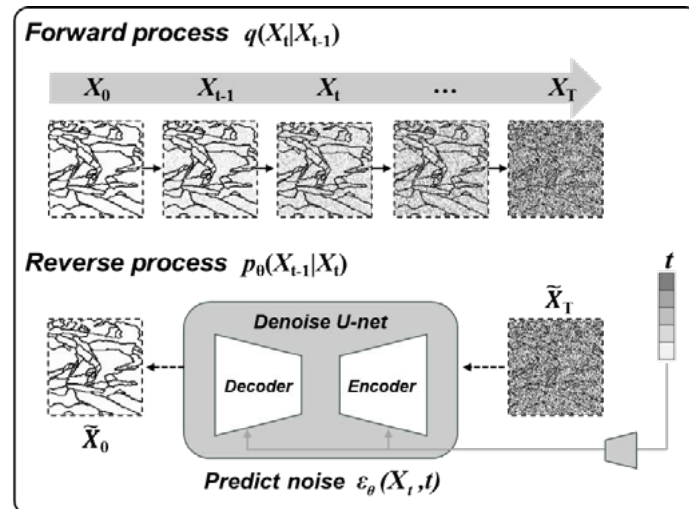 Forward process q(Xt|Xt-1)
X0 Xt-1 Xt … XT
Reverse process pθ(Xt-1|Xt)
t
Denoise U-net
X̃T
Decoder Encoder
X̃0
Predict noise εθ(Xt,t)